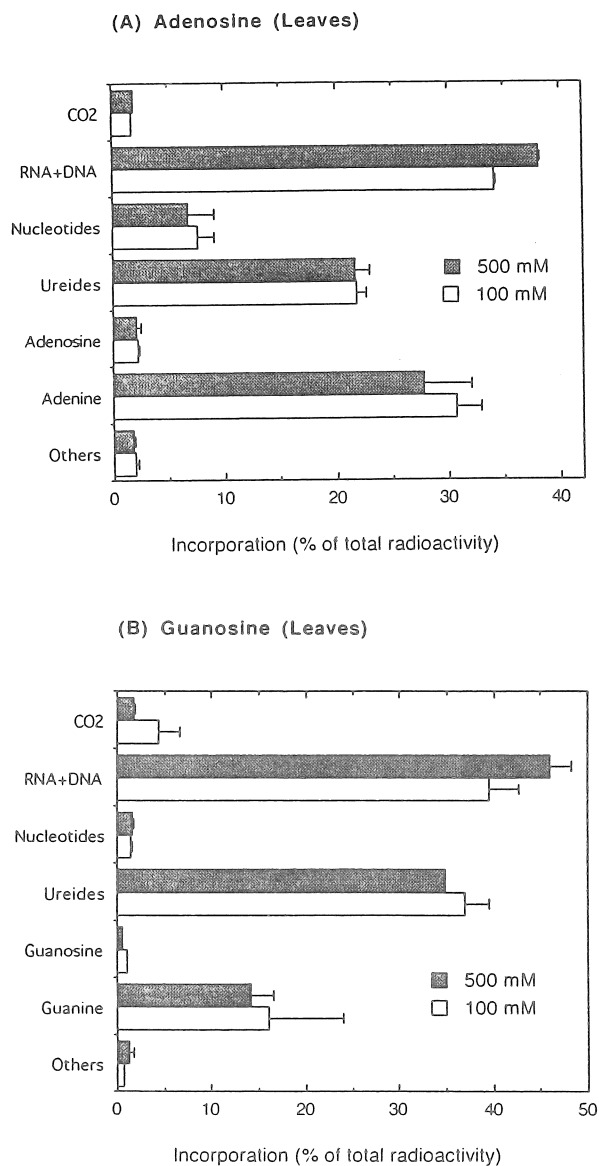 (A) Adenosine (Leaves)
CO2
RNA+DNA
Nucleotides
Ureides
Adenosine
Adenine
Others
500 mM
100 mM
0 10 20 30 40
Incorporation (% of total radioactivity)
(B) Guanosine (Leaves)
CO2
RNA+DNA
Nucleotides
Ureides
Guanosine
Guanine
Others
500 mM
100 mM
0 10 20 30 40 50
Incorporation (% of total radioactivity)